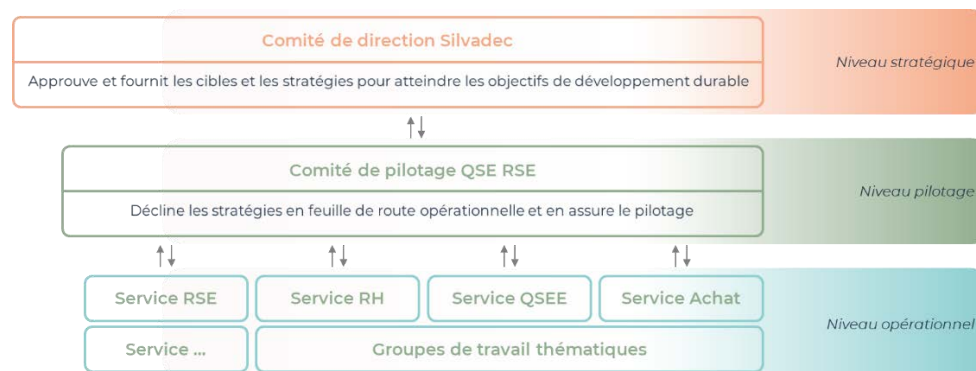 Comité de direction Silvadec
Niveau stratégique
Approuve et fournit les cibles et les stratégies pour atteindre les objectifs de développement durable
Comité de pilotage QSE RSE
Niveau pilotage
Décline les stratégies en feuille de route opérationnelle et en assure le pilotage
Service RSE
Service RH
Service QSEE
Service Achat
Niveau opérationnel
Service ...
Groupes de travail thématiques